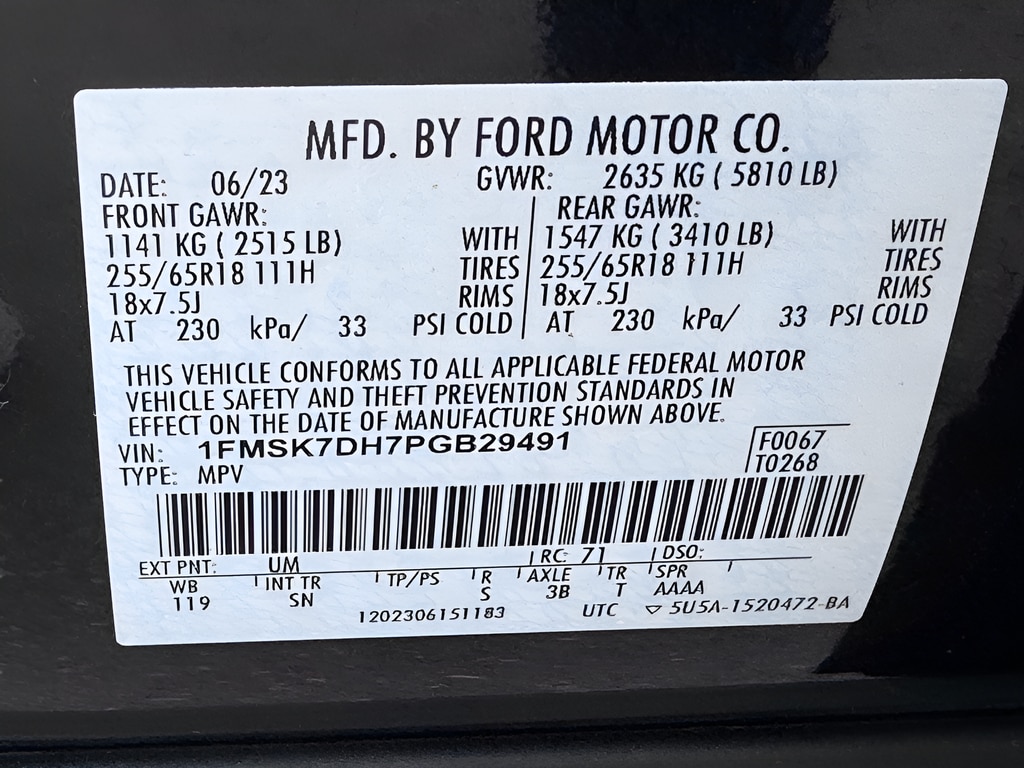 MFD. BY FORD MOTOR CO.
DATE: 06/23 GVWR: 2635 KG ( 5810 LB)
FRONT GAWR: REAR GAWR:
1141 KG ( 2515 LB) WITH 1547 KG ( 3410 LB) WITH
255/65R18 111H TIRES 255/65R18 111H TIRES
18x7.5J RIMS 18x7.5J RIMS
AT 230 kPa/ 33 PSI COLD AT 230 kPa/ 33 PSI COLD
THIS VEHICLE CONFORMS TO ALL APPLICABLE FEDERAL MOTOR
VEHICLE SAFETY AND THEFT PREVENTION STANDARDS IN
EFFECT ON THE DATE OF MANUFACTURE SHOWN ABOVE.
VIN: 1FMSK7DH7PGB29491 F0067
TYPE: MPV T0268
EXT PNT: UM RC: 71 DSO:
WB INT TR TP/PS R AXLE TR SPR
119 SN S 3B T AAAA
1202306151183 UTC ▽ 5U5A-1520472-BA